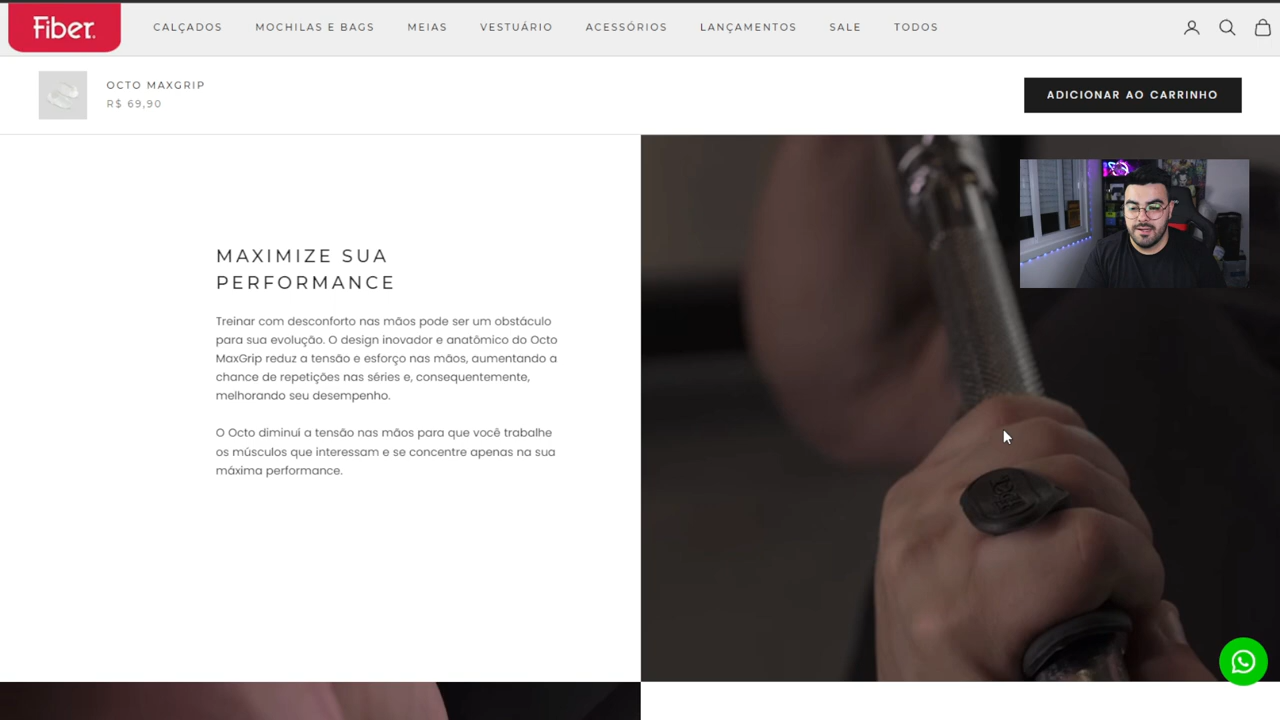 Fiber.
CALÇADOS
MOCHILAS E BAGS
MEIAS
VESTUÁRIO
ACESSÓRIOS
LANÇAMENTOS
SALE
TODOS
OCTO MAXGRIP
R$ 69,90
ADICIONAR AO CARRINHO
MAXIMIZE SUA
PERFORMANCE
Treinar com desconforto nas mãos pode ser um obstáculo
para sua evolução. O design inovador e anatômico do Octo
MaxGrip reduz a tensão e esforço nas mãos, aumentando a
chance de repetições nas séries e, consequentemente,
melhorando seu desempenho.
O Octo diminui a tensão nas mãos para que você trabalhe
os músculos que interessam e se concentre apenas na sua
máxima performance.